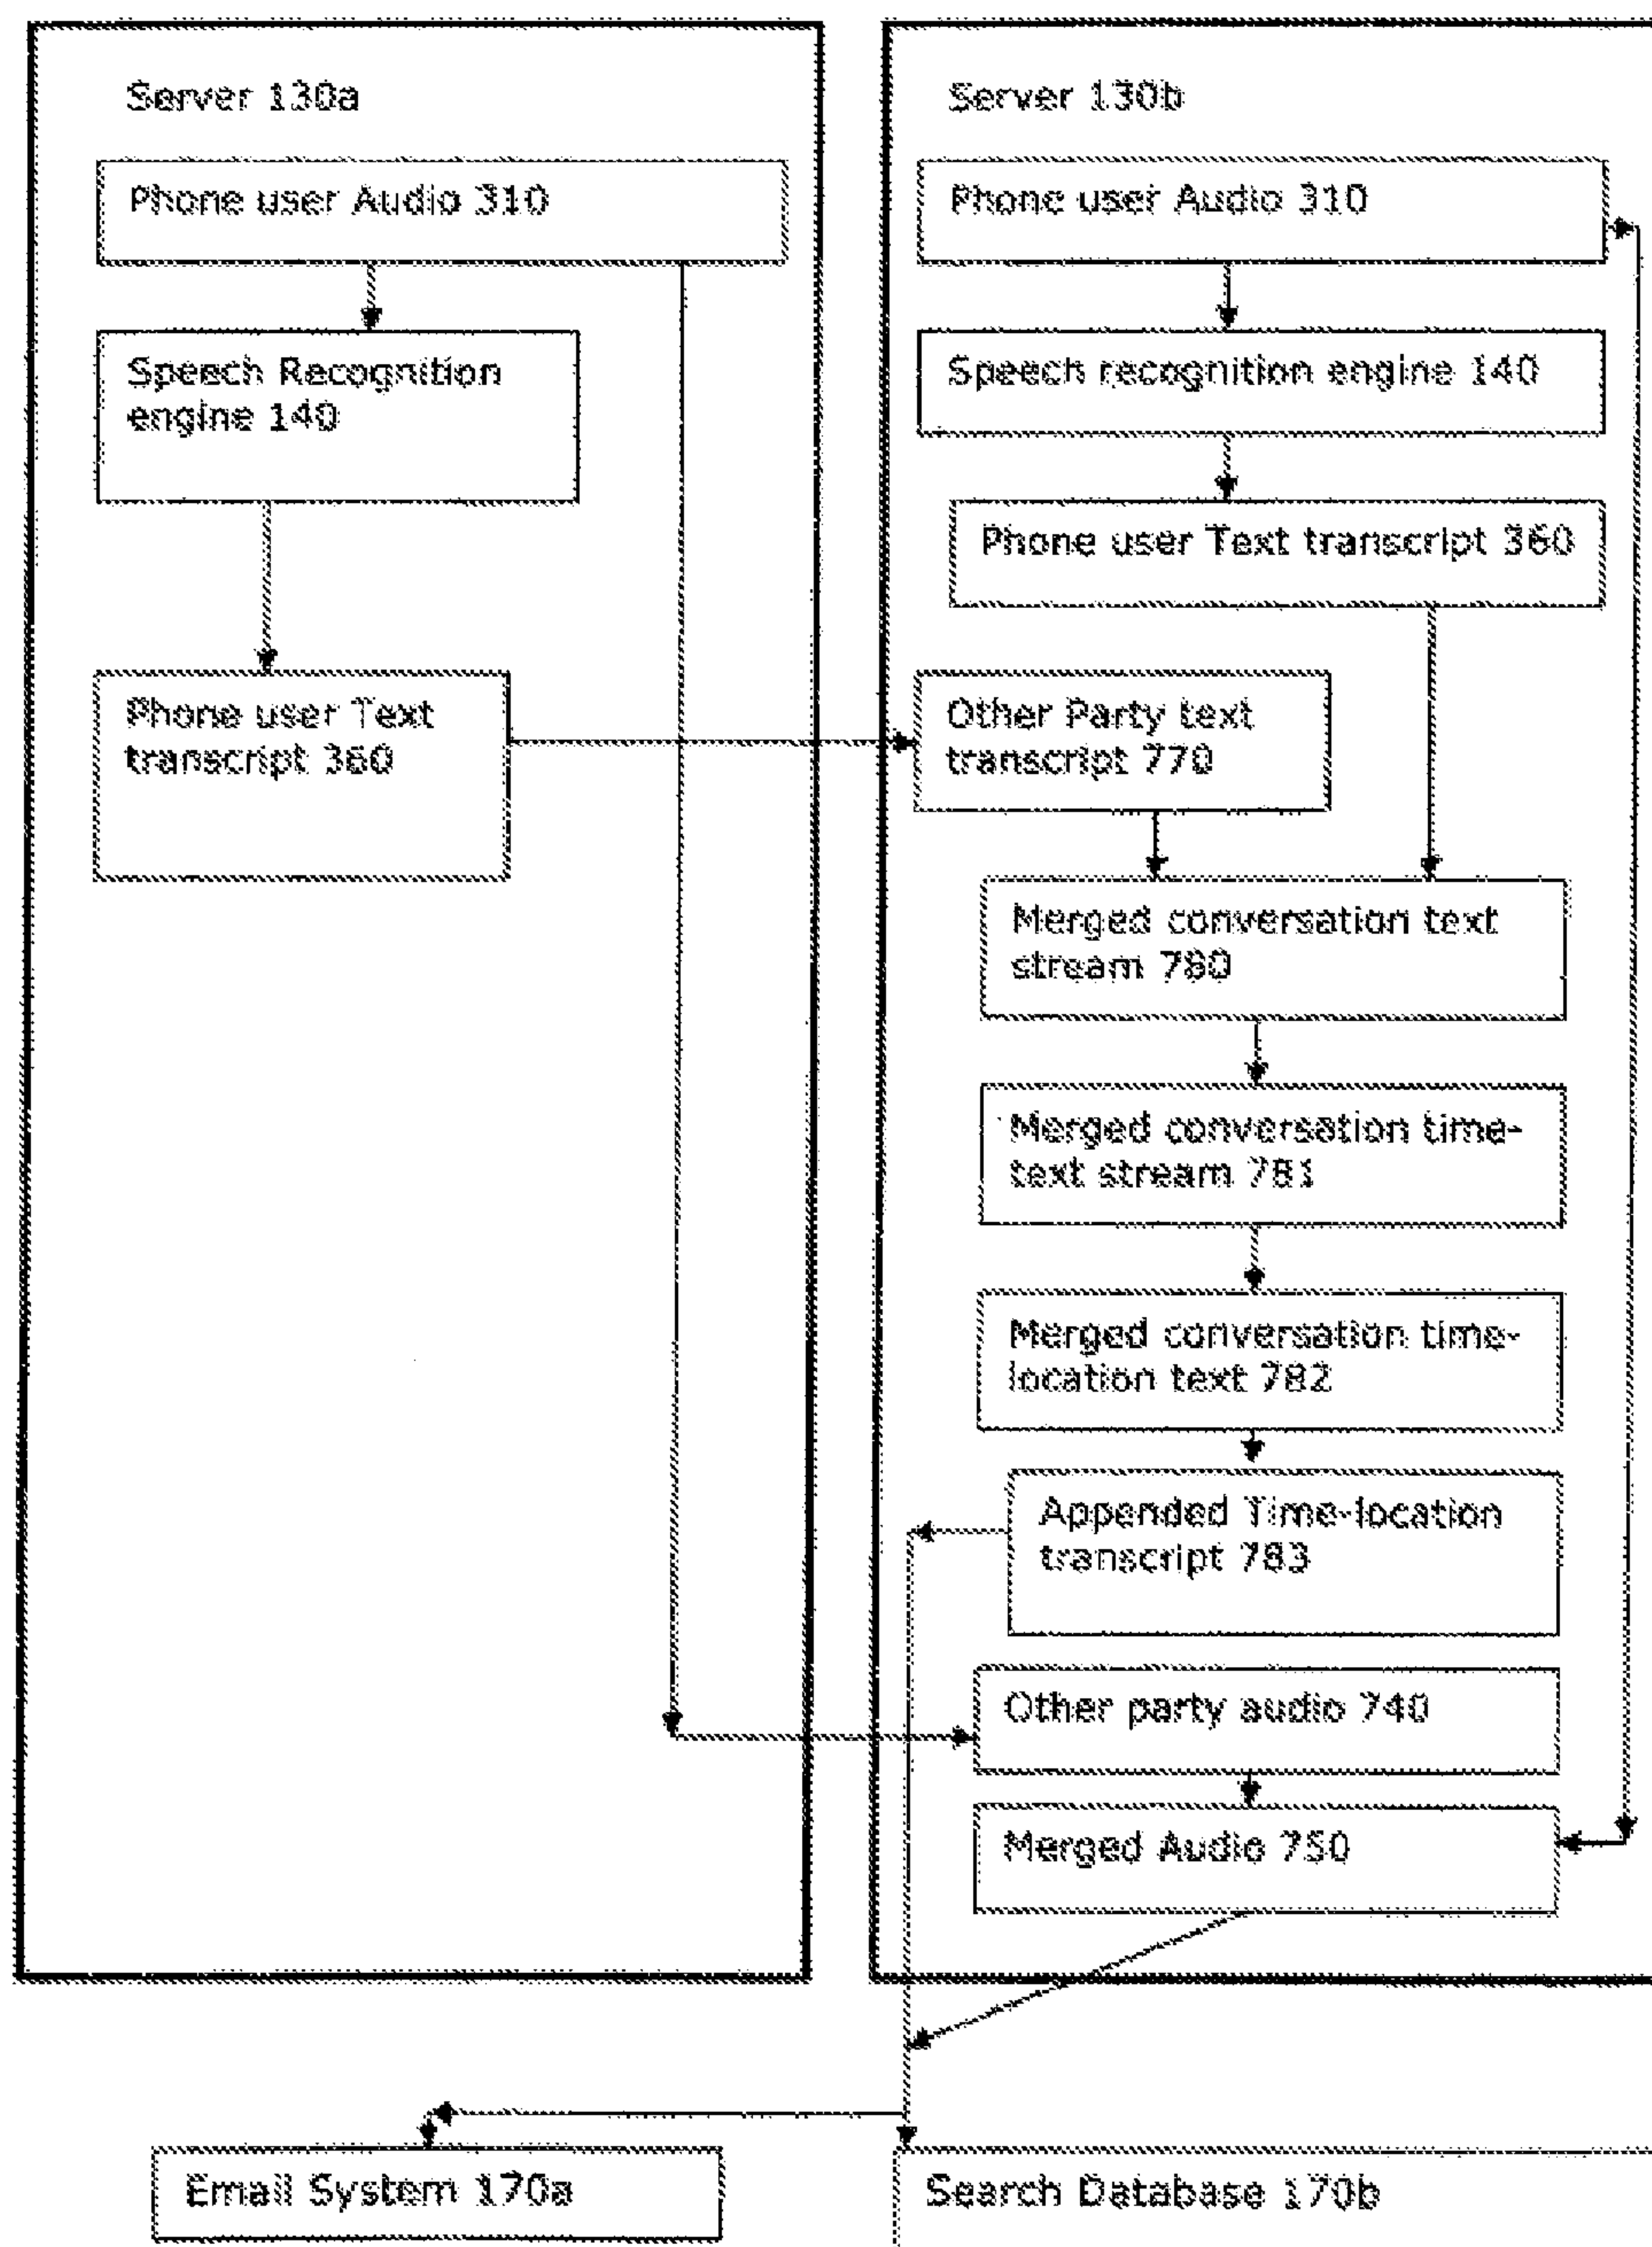 Server 130a
Phone user Audio 310
Speech Recognition
engine 140
Phone user Text
transcript 360
Server 130b
Phone user Audio 310
Speech recognition engine 140
Phone user Text transcript 360
Other Party text
transcript 770
Merged conversation text
stream 780
Merged conversation time-
text stream 781
Merged conversation time-
location text 782
Appended Time-location
transcript 783
Other party audio 740
Merged Audio 750
Email System 170a
Search Database 170b